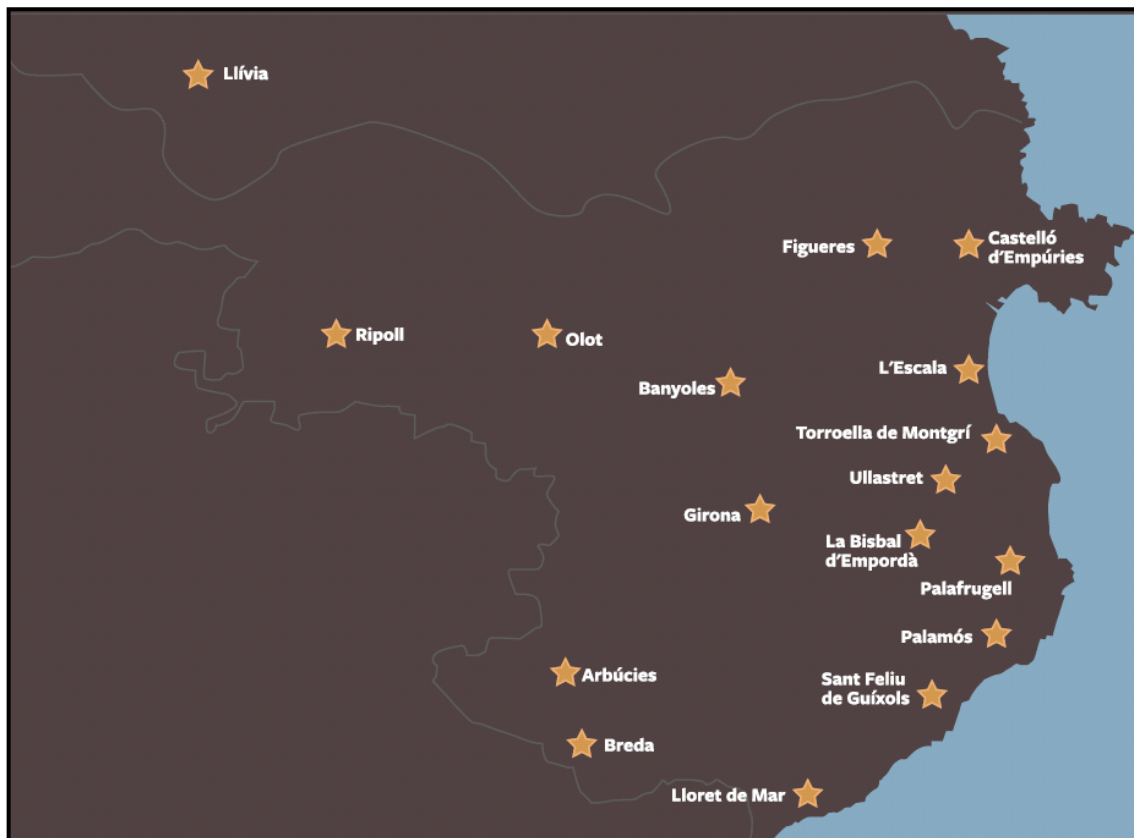 Llívia
Figueres
Castelló
d'Empúries
Ripoll
Olot
L'Escala
Banyoles
Torroella de Montgrí
Ullastret
Girona
La Bisbal
d'Empordà
Palafrugell
Palamós
Arbúcies
Sant Feliu
de Guíxols
Breda
Lloret de Mar